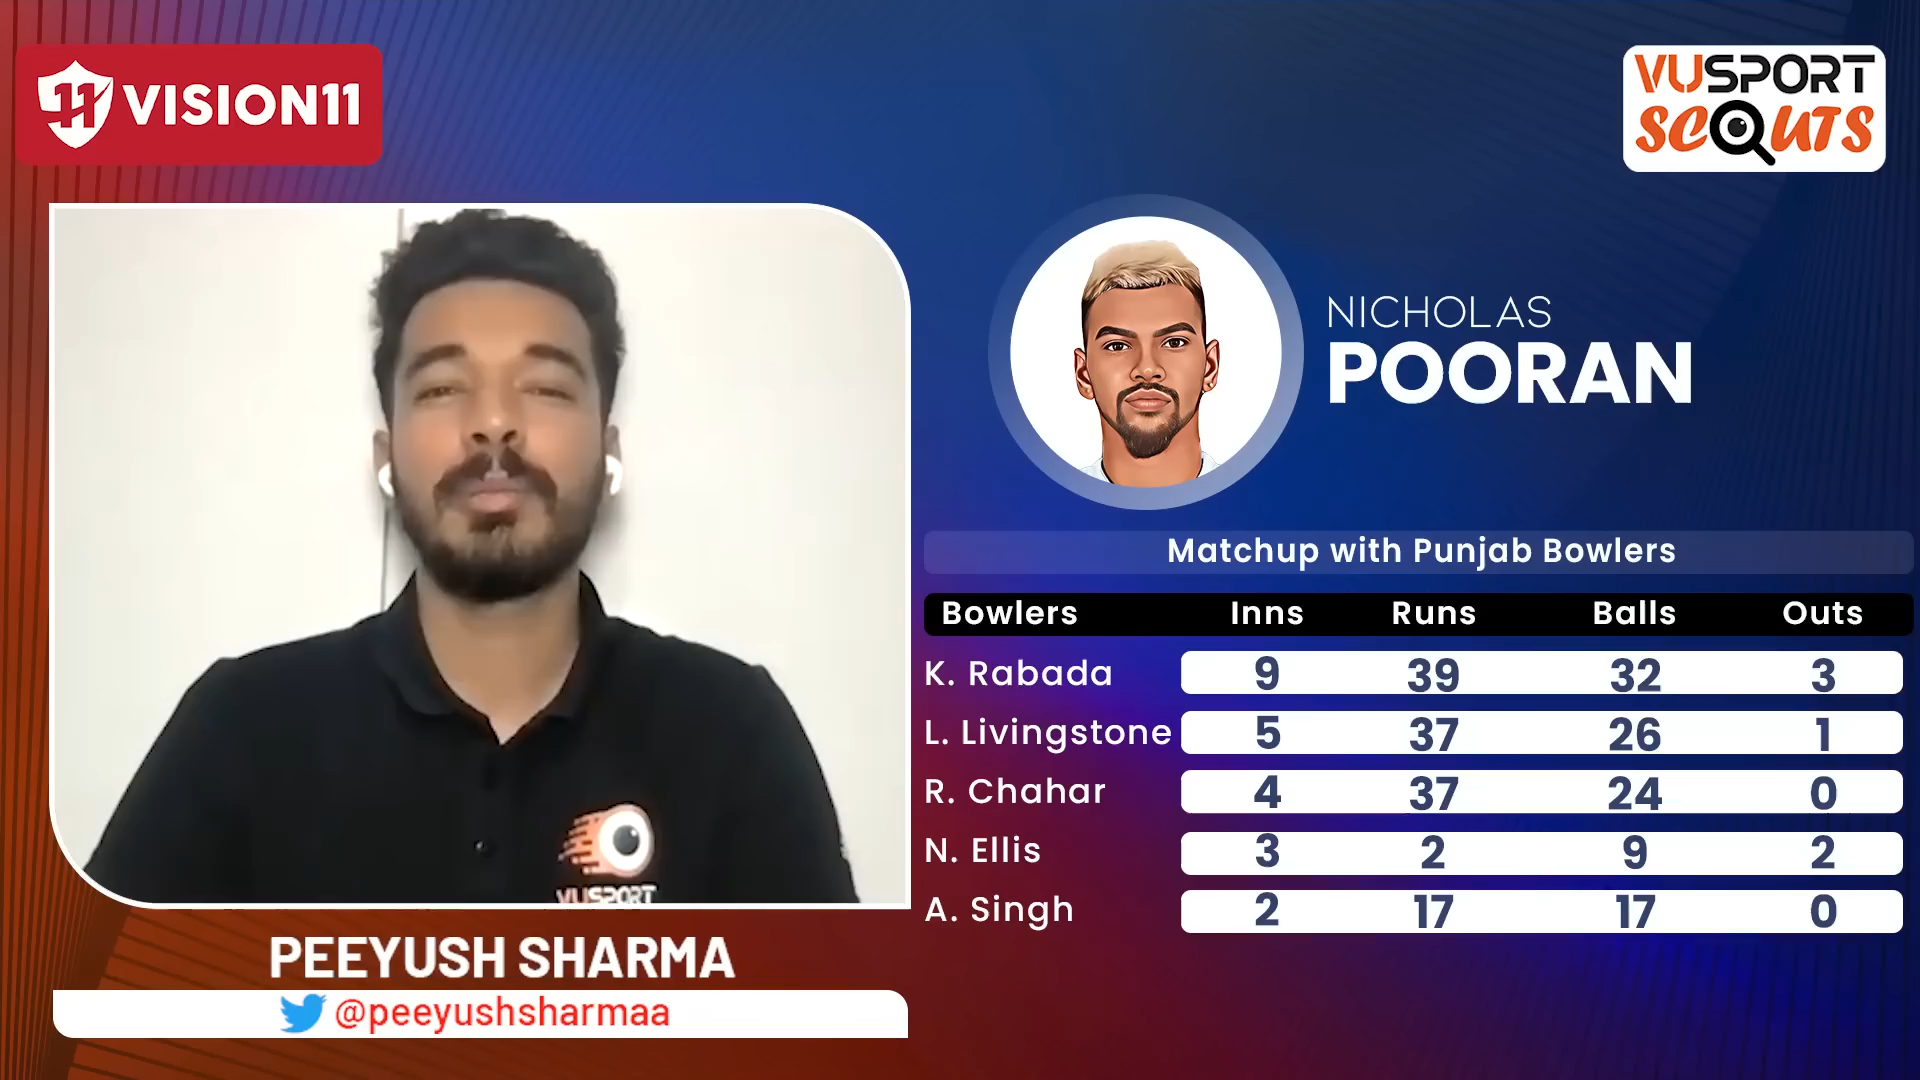 11 VISION11
VUSPORT
SCOUTS
NICHOLAS
POORAN
Matchup with Punjab Bowlers
Bowlers Inns Runs Balls Outs
K. Rabada 9 39 32 3
L. Livingstone 5 37 26 1
R. Chahar 4 37 24 0
N. Ellis 3 2 9 2
A. Singh 2 17 17 0
VUSPORT
PEEYUSH SHARMA
@peeyushsharmaa